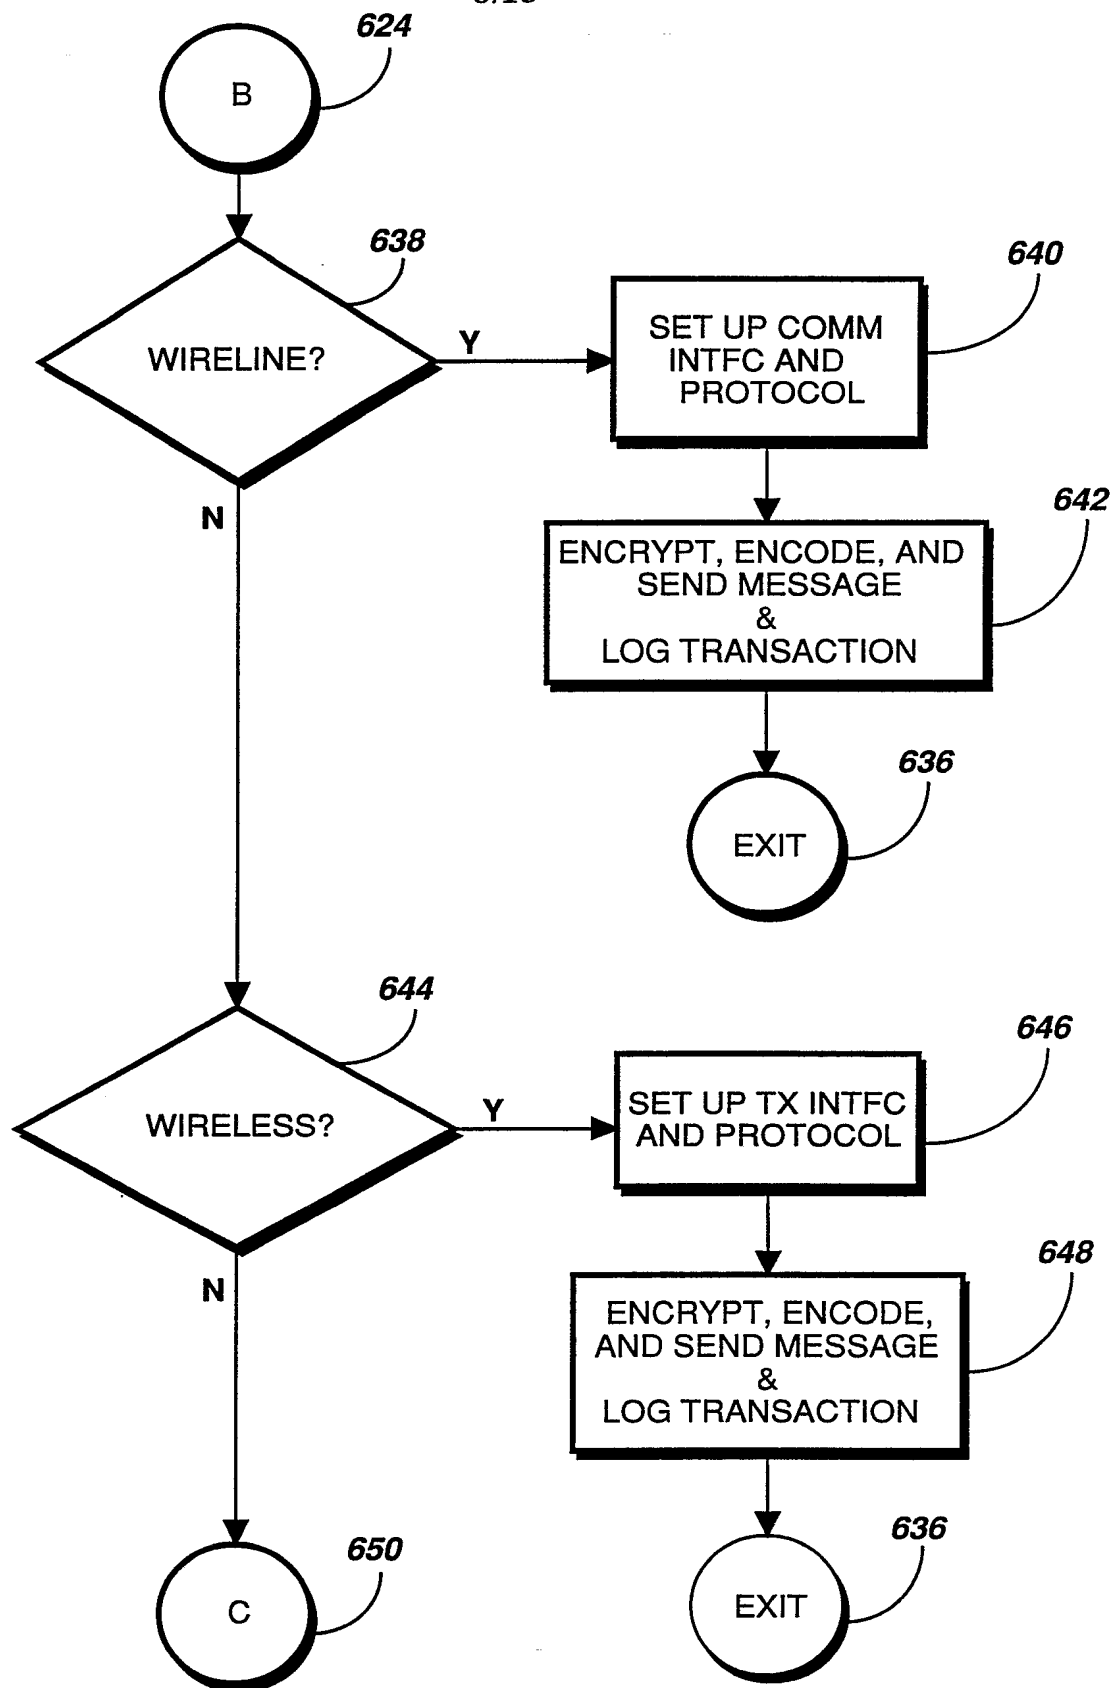 624
B
638
WIRELINE?
Y
N
640
SET UP COMM
INTFC AND
PROTOCOL
642
ENCRYPT, ENCODE, AND
SEND MESSAGE
&
LOG TRANSACTION
636
EXIT
644
WIRELESS?
Y
N
646
SET UP TX INTFC
AND PROTOCOL
648
ENCRYPT, ENCODE,
AND SEND MESSAGE
&
LOG TRANSACTION
650
C
636
EXIT